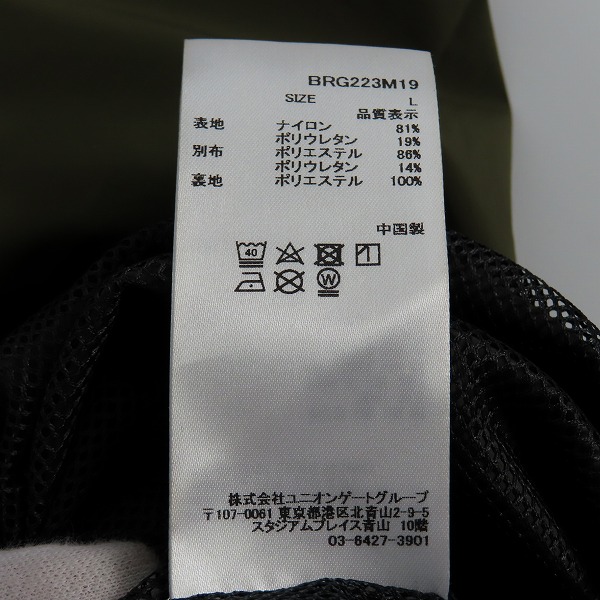 BRG223M19
SIZE L
品質表示
表地 ナイロン 81%
ポリウレタン 19%
別布 ポリエステル 86%
ポリウレタン 14%
裏地 ポリエステル 100%
中国製
40
W
株式会社ユニオンゲートグループ
〒107-0061 東京都港区北青山2-9-5
スタジアムプレイス青山 10階
03-6427-3901